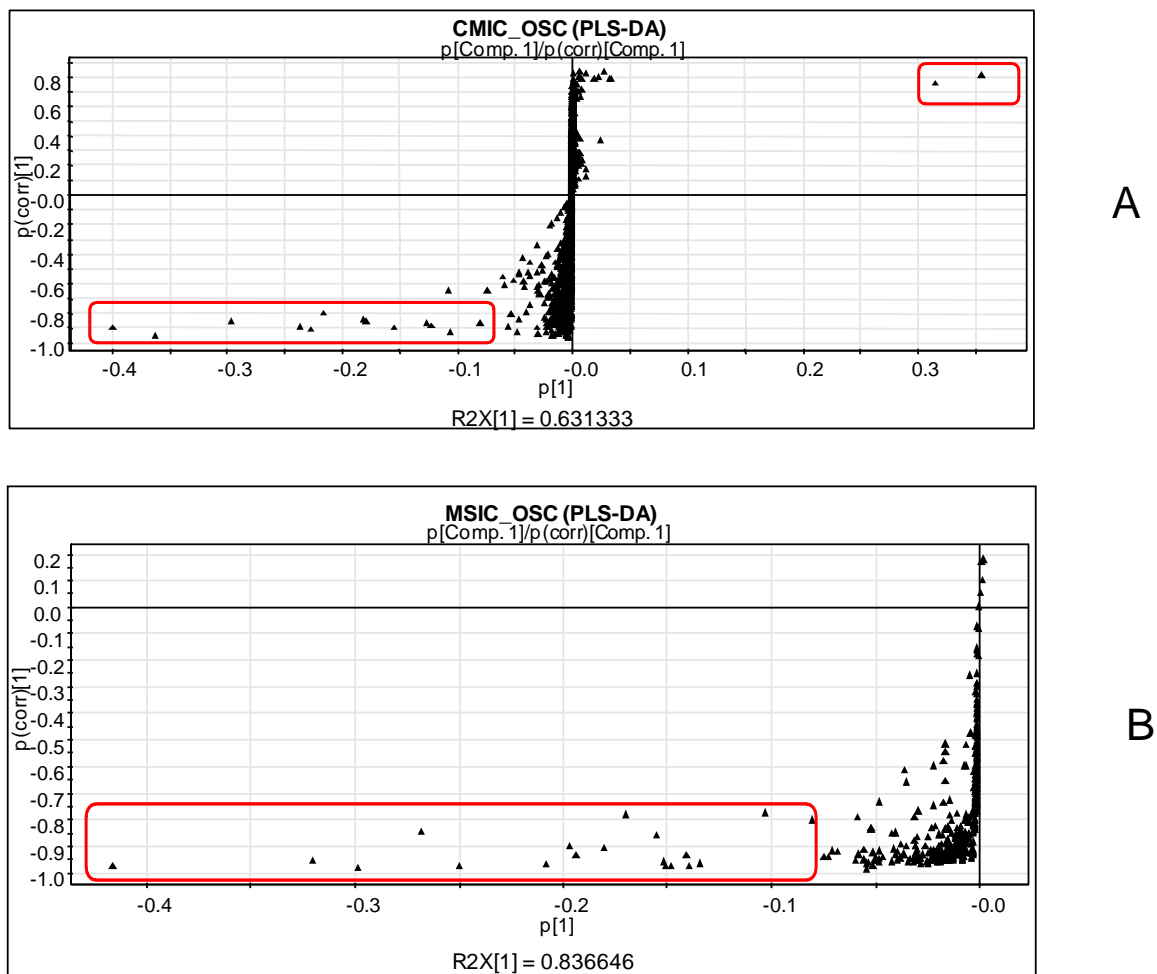 CMIC_OSC (PLS-DA)
p[Comp. 1]/p(corr)[Comp. 1]
0.8
0.6
0.4
0.2
-0.0
-0.2
-0.4
-0.6
-0.8
-1.0
p(corr)[1]
-0.4 -0.3 -0.2 -0.1 -0.0 0.1 0.2 0.3
p[1]
R2X[1] = 0.631333
A
MSIC_OSC (PLS-DA)
p[Comp. 1]/p(corr)[Comp. 1]
0.2
0.1
0.0
-0.1
-0.2
-0.3
-0.4
-0.5
-0.6
-0.7
-0.8
-0.9
-1.0
p(corr)[1]
-0.4 -0.3 -0.2 -0.1 -0.0
p[1]
R2X[1] = 0.836646
B